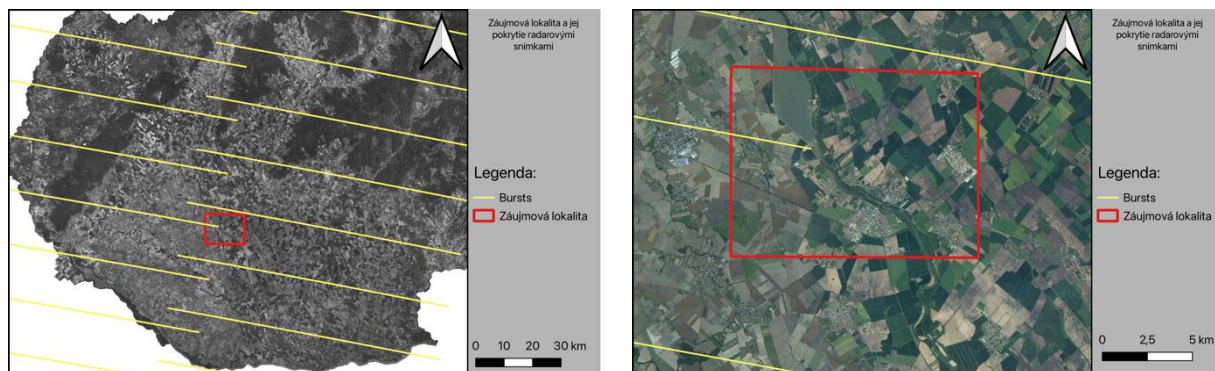 Záujmová lokalita a jej
pokrytie radarovými
snímkami
Legenda:
Bursts
Záujmová lokalita
0 10 20 30 km
Záujmová lokalita a jej
pokrytie radarovými
snímkami
Legenda:
Bursts
Záujmová lokalita
0 2,5 5 km